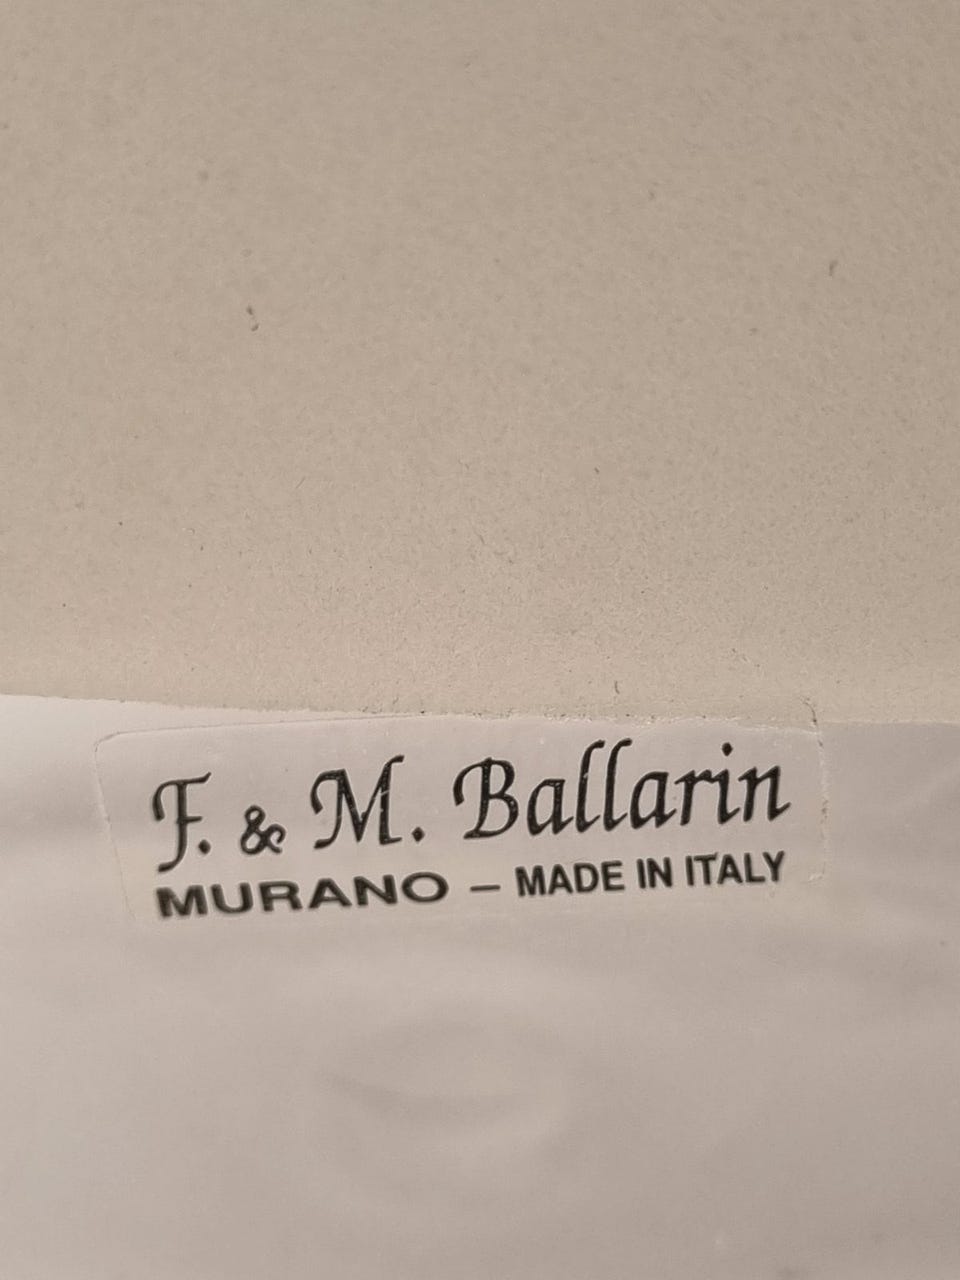 F. & M. Ballarin
MURANO – MADE IN ITALY